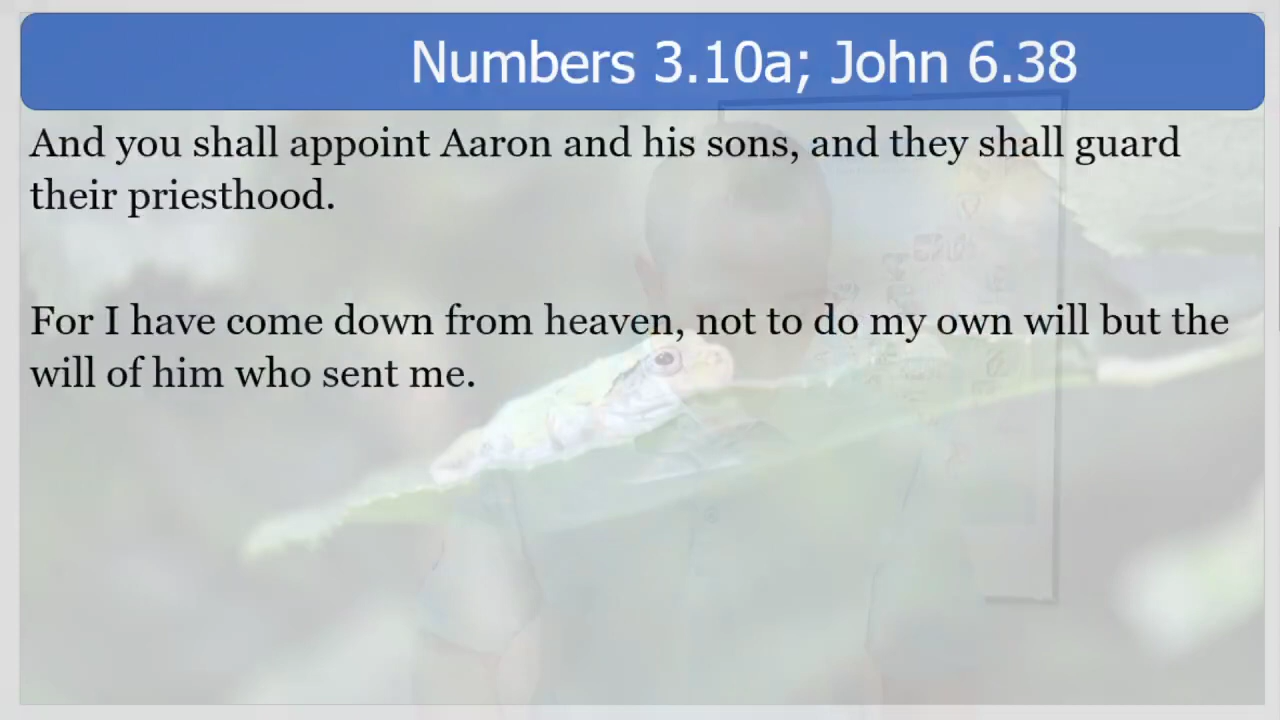 Numbers 3.10a; John 6.38
And you shall appoint Aaron and his sons, and they shall guard
their priesthood.
For I have come down from heaven, not to do my own will but the
will of him who sent me.